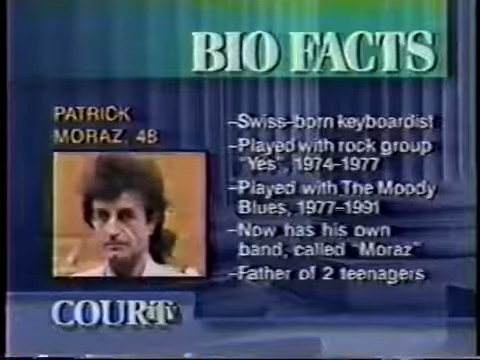 BIO FACTS
PATRICK
MORAZ, 48
–Swiss–born keyboardist
–Played with rock group
"Yes", 1974–1977
–Played with The Moody
Blues, 1977–1991
–Now has his own
band, called "Moraz"
–Father of 2 teenagers
COURT TV